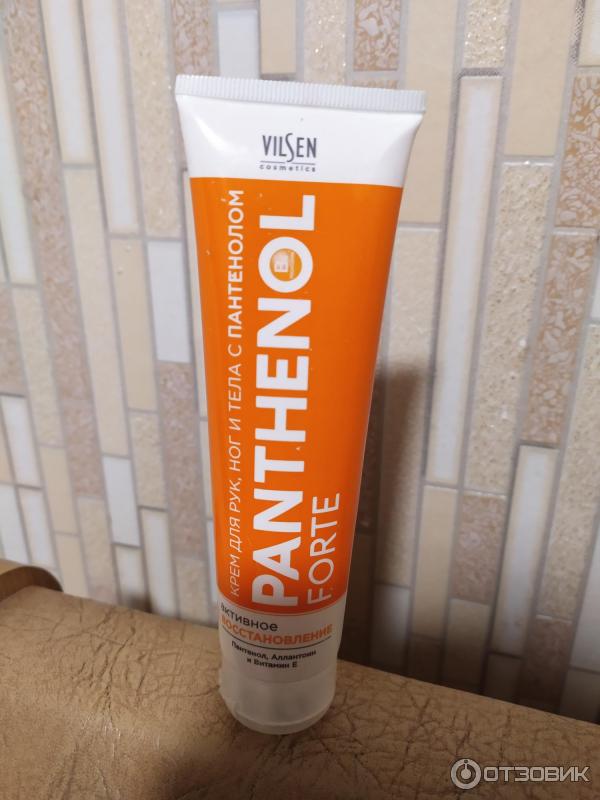 VILSEN
cosmetics
КРЕМ ДЛЯ РУК, НОГ И ТЕЛА С ПАНТЕНОЛОМ
PANTHENOL
FORTE
активное
ВОССТАНОВЛЕНИЕ
Пантенол, Аллантоин
и Витамин Е
ОТЗОВИК